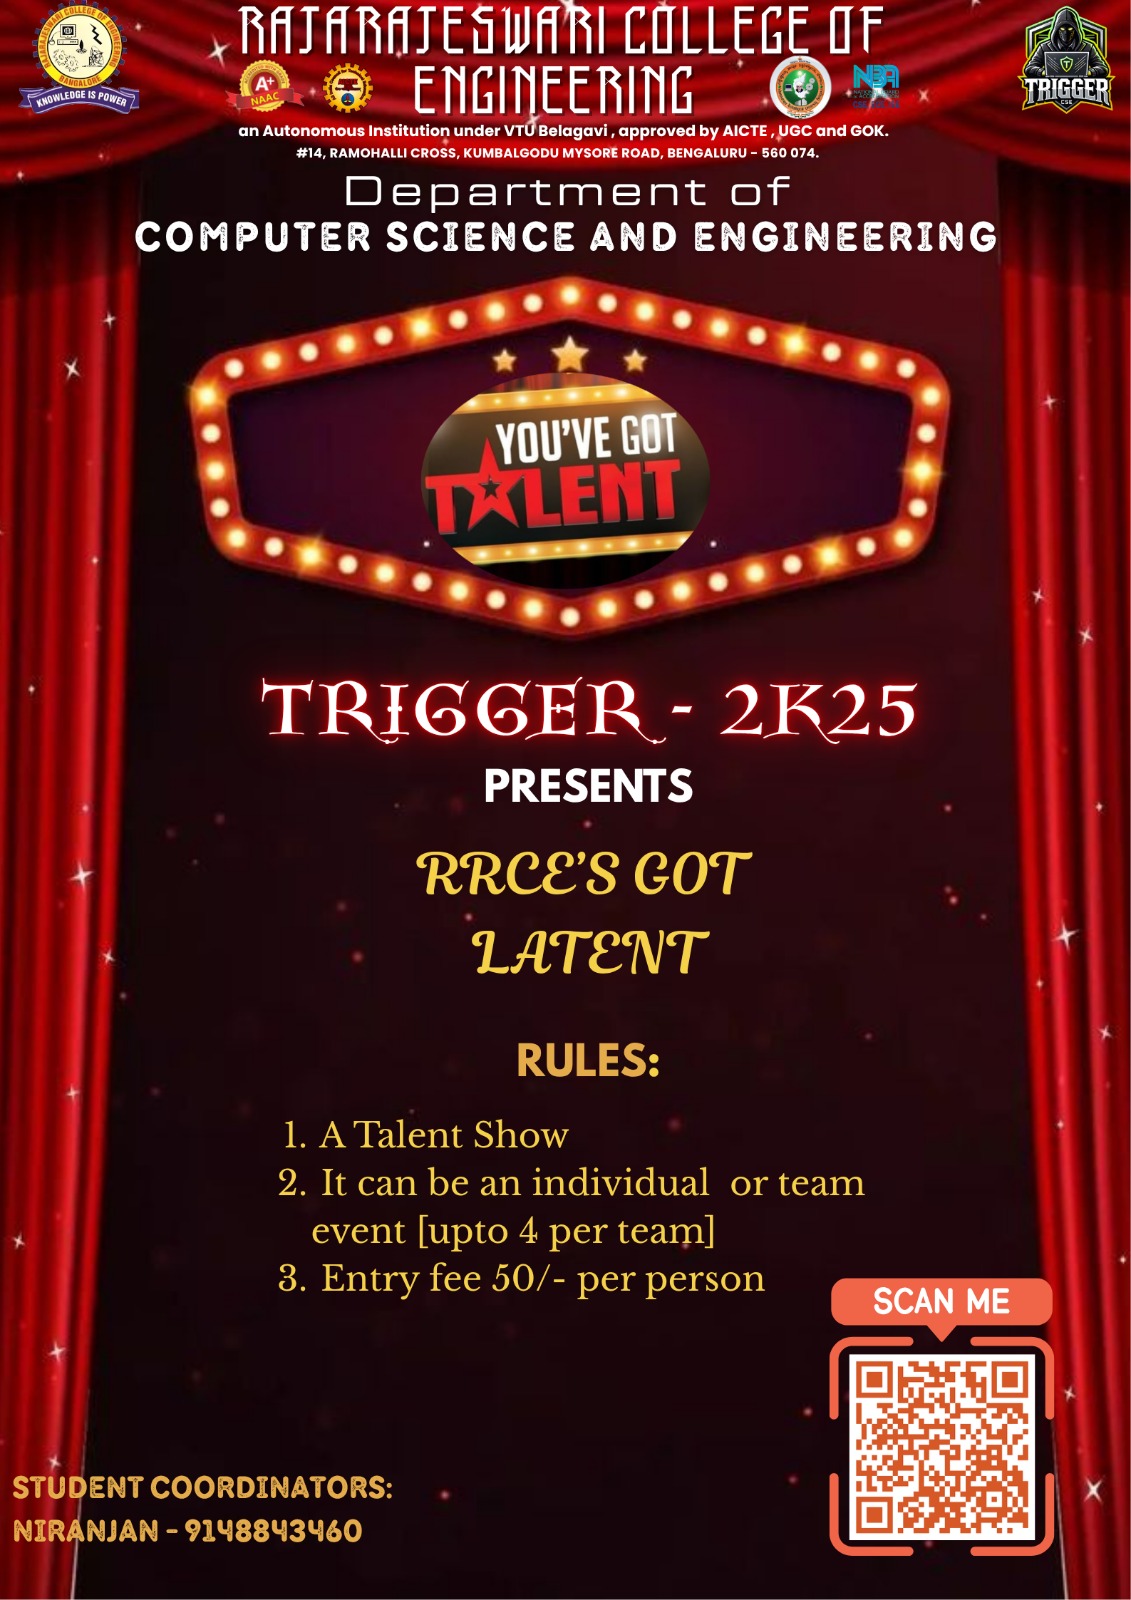 RAJARAJESWARI COLLEGE OF
ENGINEERING
KNOWLEDGE IS POWER
BANGALORE
A+
NAAC
NBA
TRIGGER
CSE
an Autonomous Institution under VTU Belagavi , approved by AICTE , UGC and GOK.
#14, RAMOHALLI CROSS, KUMBALGODU MYSORE ROAD, BENGALURU - 560 074.
Department of
COMPUTER SCIENCE AND ENGINEERING
YOU'VE GOT
TALENT
TRIGGER - 2K25
PRESENTS
RRCE'S GOT
LATENT
RULES:
1. A Talent Show
2. It can be an individual or team
event [upto 4 per team]
3. Entry fee 50/- per person
SCAN ME
STUDENT COORDINATORS:
NIRANJAN - 9148843460